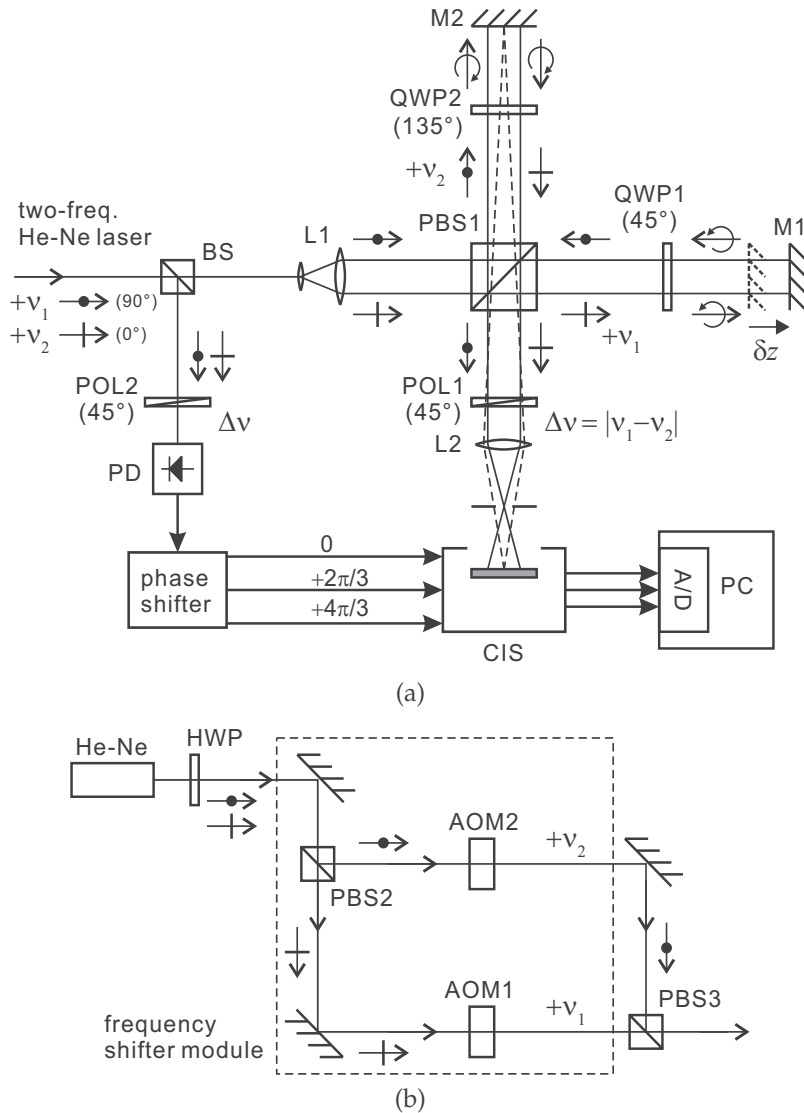 M2
QWP2
(135°)
+ν₂
two-freq.
He-Ne laser
BS
L1
PBS1
QWP1
(45°)
M1
+ν₁ (90°)
+ν₂ (0°)
+ν₁
δz
POL2
(45°)
Δν
POL1
(45°)
Δν = |ν₁−ν₂|
L2
PD
phase
shifter
0
+2π/3
+4π/3
CIS
A/D
PC
(a)
He-Ne
HWP
AOM2
+ν₂
PBS2
AOM1
+ν₁
PBS3
frequency
shifter module
(b)